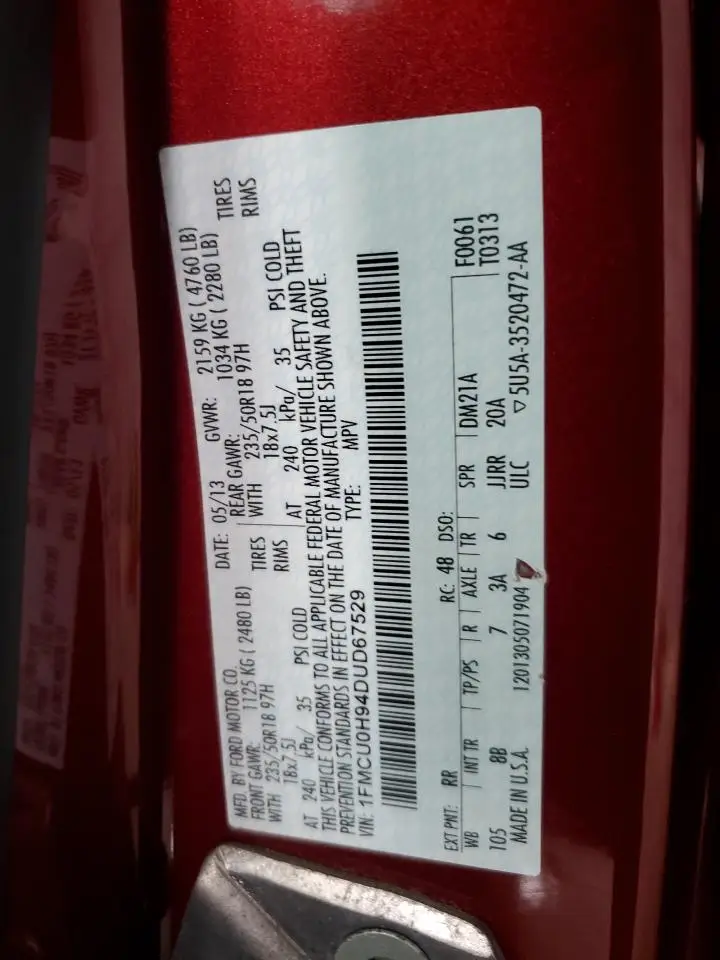 MFD. BY FORD MOTOR CO. DATE: 05/13 GVWR: 2159 KG ( 4760 LB)
FRONT GAWR: 1125 KG ( 2480 LB) REAR GAWR: 1034 KG ( 2280 LB)
WITH 235/50R18 97H TIRES WITH 235/50R18 97H TIRES
18x7.5J RIMS 18x7.5J RIMS
AT 240 kPa/ 35 PSI COLD AT 240 kPa/ 35 PSI COLD
THIS VEHICLE CONFORMS TO ALL APPLICABLE FEDERAL MOTOR VEHICLE SAFETY AND THEFT
PREVENTION STANDARDS IN EFFECT ON THE DATE OF MANUFACTURE SHOWN ABOVE.
VIN: 1FMCU0H94DUD67529 TYPE: MPV
EXT PNT: RR RC: 48 DSO: F0061
WB INT TR TP/PS R AXLE TR SPR DM21A T0313
105 8B 7 3A 6 JJRR 20A
MADE IN U.S.A. 1201305071904 ULC ▽5U5A-3520472-AA